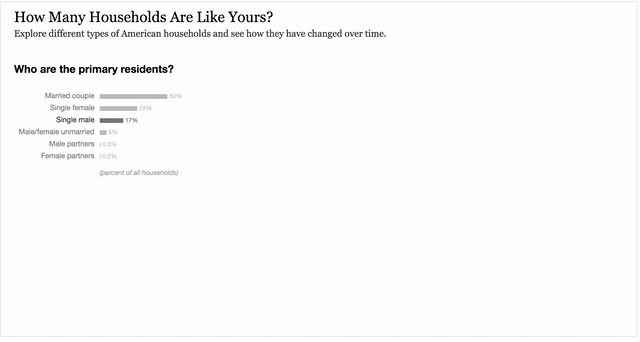 How Many Households Are Like Yours?
Explore different types of American households and see how they have changed over time.
Who are the primary residents?
Married couple 50%
Single female 28%
Single male 17%
Male/female unmarried 5%
Male partners 0.3%
Female partners 0.2%
(percent of all households)